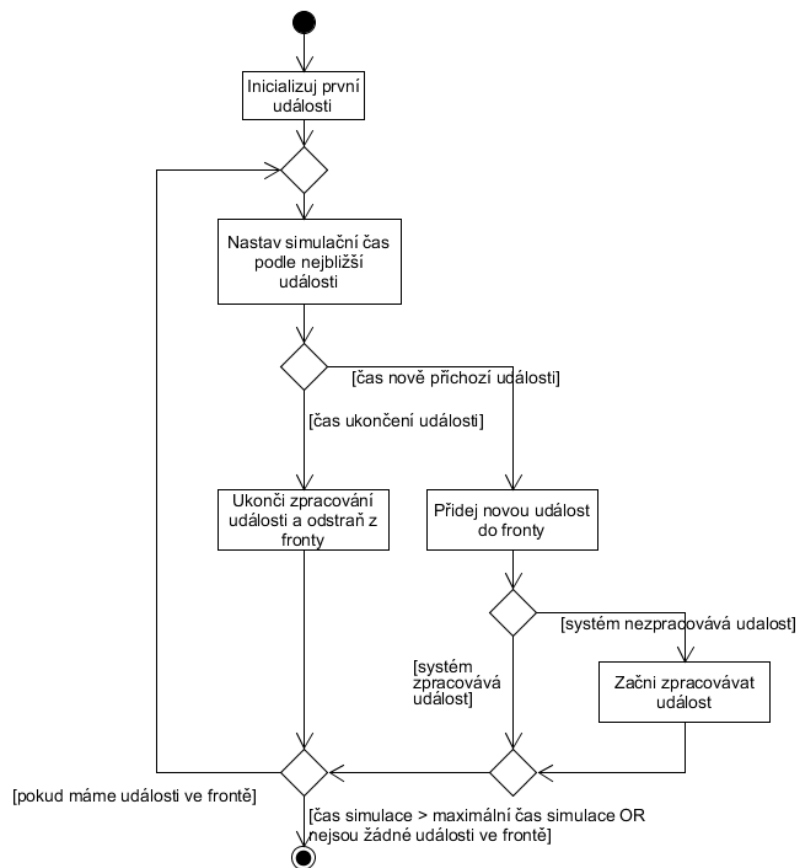 Inicializuj první
události
Nastav simulační čas
podle nejbližší
události
[čas nově příchozí události]
[čas ukončení události]
Ukonči zpracování
události a odstraň z
fronty
Přidej novou událost
do fronty
[systém nezpracovává udalost]
[systém
zpracovává
událost]
Začni zpracovávat
událost
[pokud máme události ve frontě]
[čas simulace > maximální čas simulace OR
nejsou žádné události ve frontě]